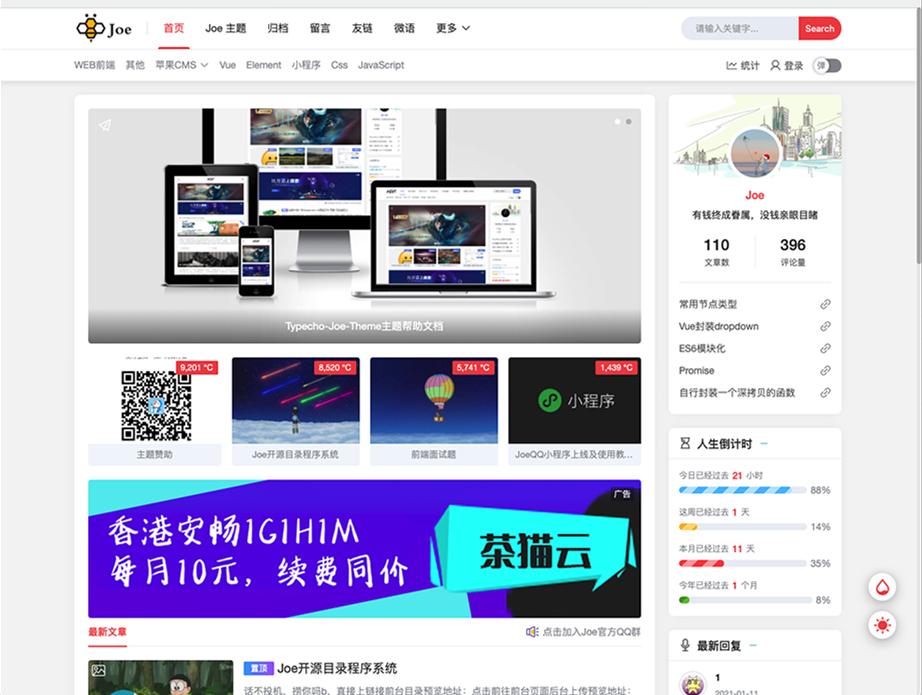 Joe
首页 Joe 主题 归档 留言 友链 微语 更多
请输入关键字... Search
WEB前端 其他 苹果CMS Vue Element 小程序 Css JavaScript
统计 登录 弹
Typecho-Joe-Theme主题帮助文档
9,201 ℃
主题赞助
8,520 ℃
Joe开源目录程序系统
5,741 ℃
前端面试题
1,439 ℃
小程序
JoeQQ小程序上线及使用教...
广告
香港安畅1G1H1M
每月10元，续费同价
茶猫云
最新文章
点击加入Joe官方QQ群
置顶 Joe开源目录程序系统
话不投机，捞你吗b，直接上链接前台目录预览地址：点击前往前台页面后台上传预览地址：
Joe
有钱终成眷属，没钱亲眼目睹
110 396
文章数 评论量
常用节点类型
Vue封装dropdown
ES6模块化
Promise
自行封装一个深拷贝的函数
人生倒计时
今日已经过去 21 小时
88%
这周已经过去 1 天
14%
本月已经过去 11 天
35%
今年已经过去 1 个月
8%
最新回复
1
2021-01-11